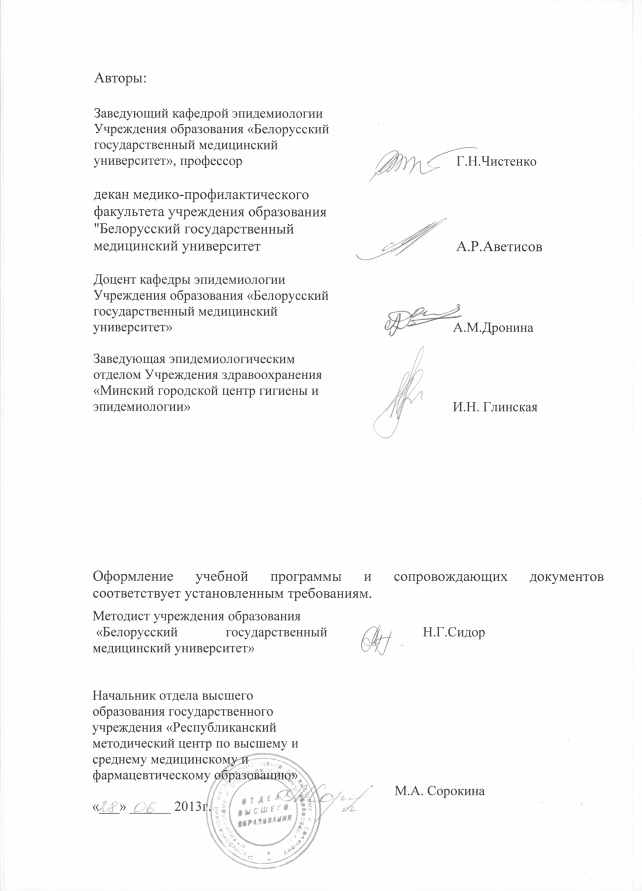 Авторы:
Заведующий кафедрой эпидемиологии
Учреждения образования «Белорусский
государственный медицинский
университет», профессор Г.Н.Чистенко
декан медико-профилактического
факультета учреждения образования
"Белорусский государственный
медицинский университет А.Р.Аветисов
Доцент кафедры эпидемиологии
Учреждения образования «Белорусский
государственный медицинский
университет» А.М.Дронина
Заведующая эпидемиологическим
отделом Учреждения здравоохранения
«Минский городской центр гигиены и
эпидемиологии» И.Н. Глинская
Оформление учебной программы и сопровождающих документов
соответствует установленным требованиям.
Методист учреждения образования
«Белорусский государственный Н.Г.Сидор
медицинский университет»
Начальник отдела высшего
образования государственного
учреждения «Республиканский
методический центр по высшему и
среднему медицинскому и
фармацевтическому образованию»
М.А. Сорокина
«28» 06 2013г.
ОТДЕЛ
ВЫСШЕГО
ОБРАЗОВАНИЯ